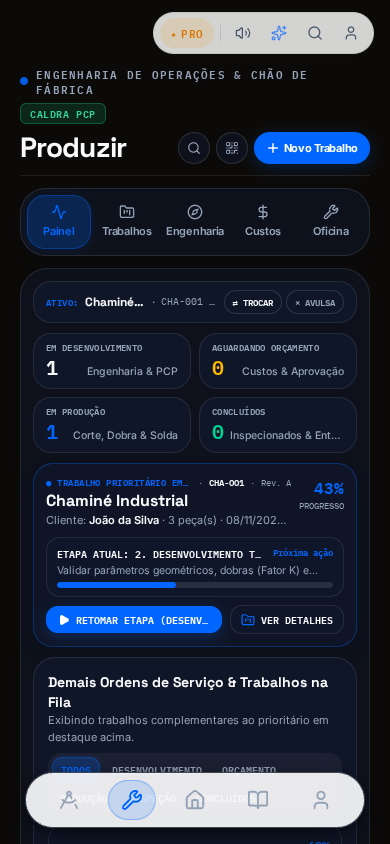 ✦ PRO
ENGENHARIA DE OPERAÇÕES & CHÃO DE
FÁBRICA
CALDRA PCP
Produzir
+ Novo Trabalho
Painel
Trabalhos
Engenharia
Custos
Oficina
ATIVO: Chaminé… · CHA-001 … ⇄ TROCAR × AVULSA
EM DESENVOLVIMENTO
1 Engenharia & PCP
AGUARDANDO ORÇAMENTO
0 Custos & Aprovação
EM PRODUÇÃO
1 Corte, Dobra & Solda
CONCLUÍDOS
0 Inspecionados & Ent…
TRABALHO PRIORITÁRIO EM… · CHA-001 · Rev. A
43%
PROGRESSO
Chaminé Industrial
Cliente: João da Silva · 3 peça(s) · 08/11/202…
ETAPA ATUAL: 2. DESENVOLVIMENTO T… Próxima ação
Validar parâmetros geométricos, dobras (Fator K) e…
RETOMAR ETAPA (DESENV…
VER DETALHES
Demais Ordens de Serviço & Trabalhos na
Fila
Exibindo trabalhos complementares ao prioritário em
destaque acima.
TODOS DESENVOLVIMENTO ORÇAMENTO